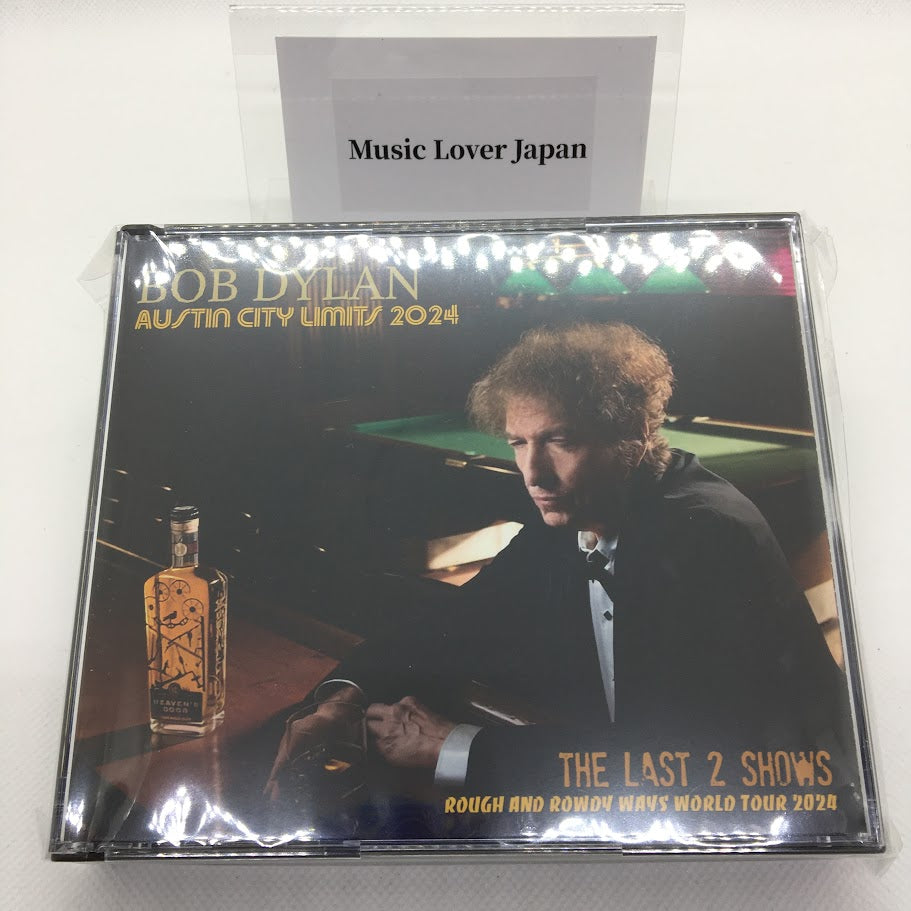 Music Lover Japan
BOB DYLAN
AUSTIN CITY LIMITS 2024
HEAVEN'S
DOOR
THE LAST 2 SHOWS
ROUGH AND ROWDY WAYS WORLD TOUR 2024